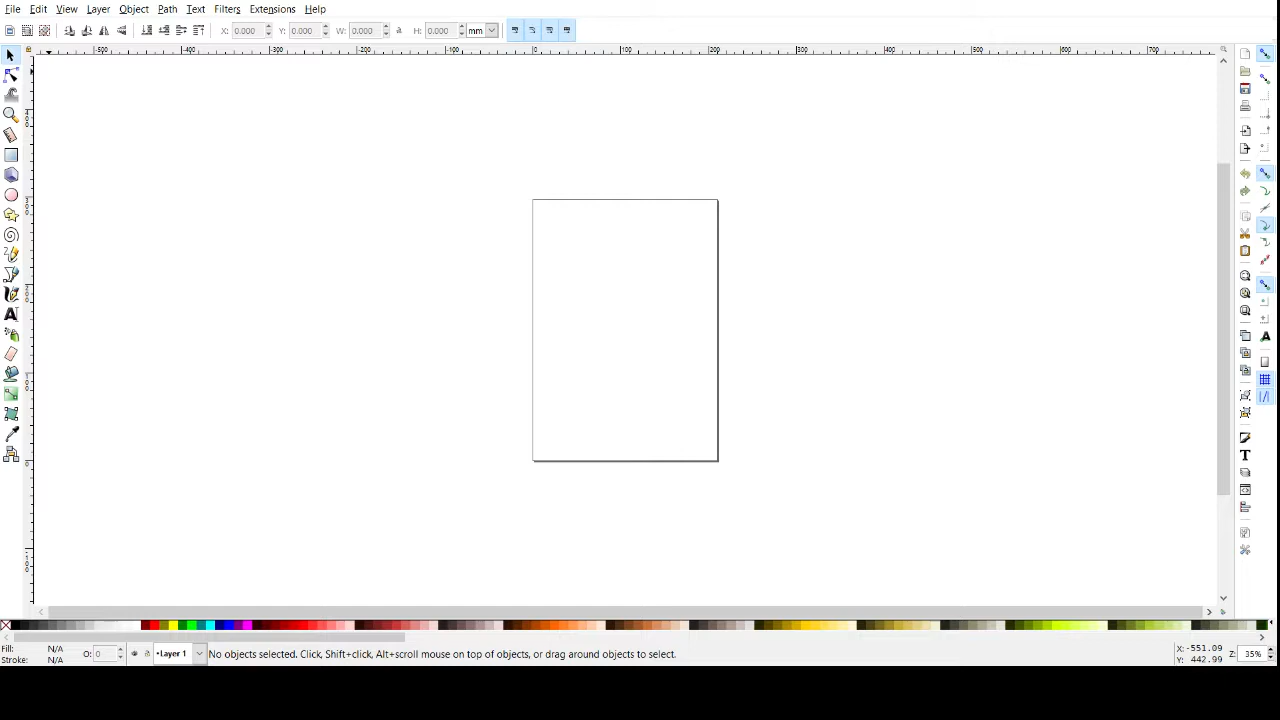 File Edit View Layer Object Path Text Filters Extensions Help
X: 0.000 Y: 0.000 W: 0.000 H: 0.000 mm
-500 -400 -300 -200 -100 0 100 200 300 400 500 600 700
Fill: N/A
Stroke: N/A
O: 0
•Layer 1
No objects selected. Click, Shift+click, Alt+scroll mouse on top of objects, or drag around objects to select.
X: -551.09
Y: 442.99
Z: 35%